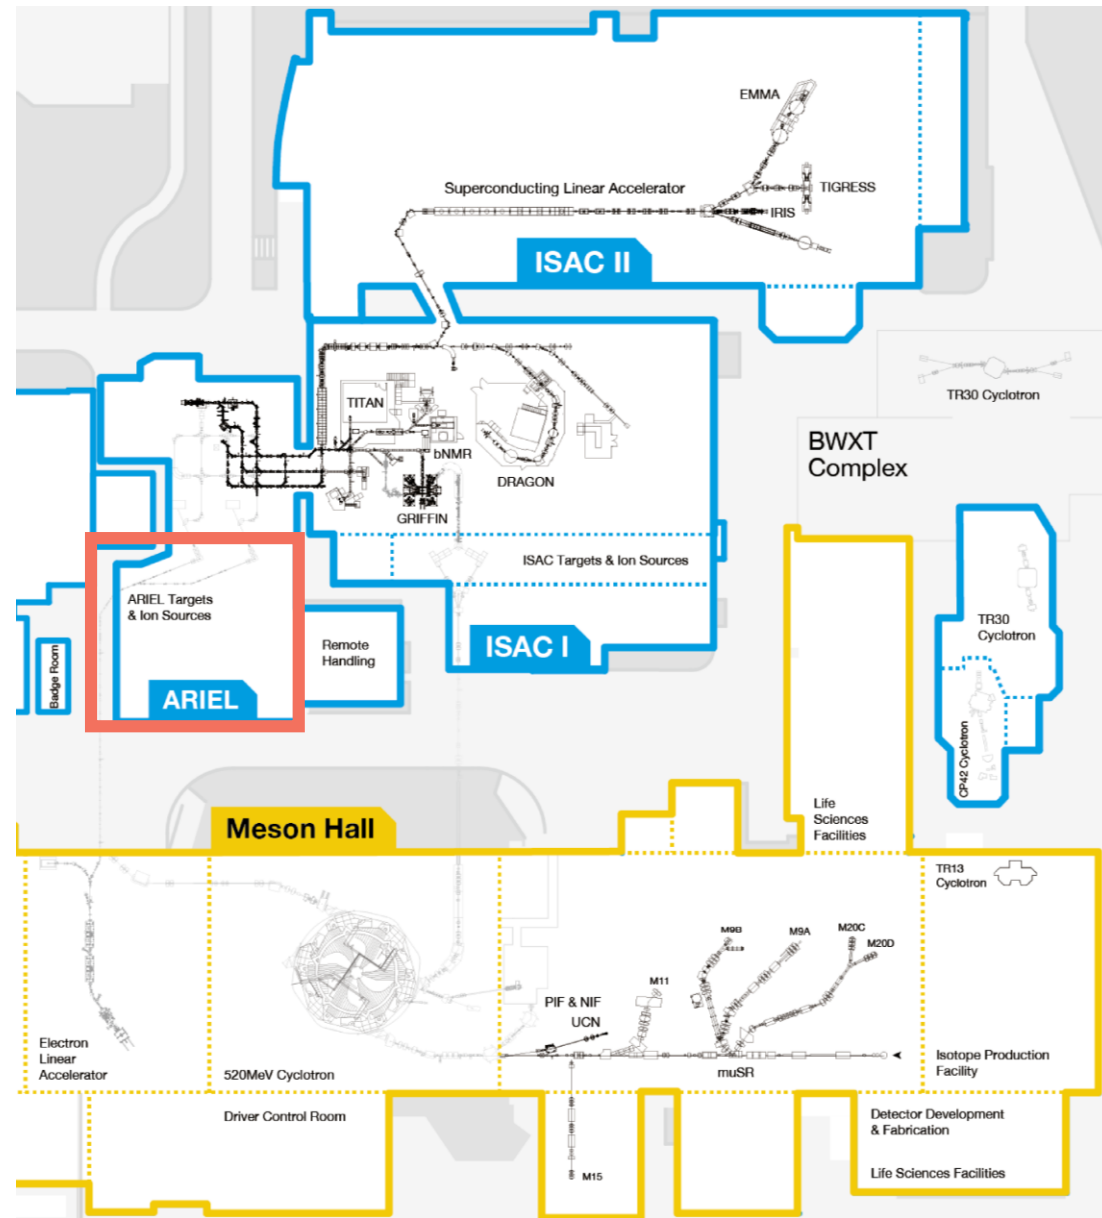 EMMA
Superconducting Linear Accelerator
TIGRESS
IRIS
ISAC II
TITAN
bNMR
DRAGON
GRIFFIN
TR30 Cyclotron
BWXT
Complex
ISAC Targets & Ion Sources
ARIEL Targets
& Ion Sources
Remote
Handling
ISAC I
Badge Room
ARIEL
TR30
Cyclotron
CP42 Cyclotron
Meson Hall
Life
Sciences
Facilities
TR13
Cyclotron
M9B
M9A
M20C
M20D
M11
PIF & NIF
UCN
muSR
Electron
Linear
Accelerator
520MeV Cyclotron
Isotope Production
Facility
Driver Control Room
Detector Development
& Fabrication
M15
Life Sciences Facilities